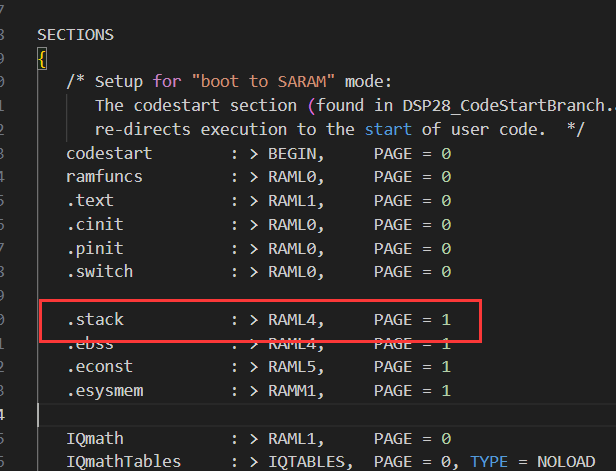 SECTIONS
{
/* Setup for "boot to SARAM" mode:
The codestart section (found in DSP28_CodeStartBranch.
re-directs execution to the start of user code. */
codestart : > BEGIN, PAGE = 0
ramfuncs : > RAML0, PAGE = 0
.text : > RAML1, PAGE = 0
.cinit : > RAML0, PAGE = 0
.pinit : > RAML0, PAGE = 0
.switch : > RAML0, PAGE = 0
.stack : > RAML4, PAGE = 1
.ebss : > RAML4, PAGE = 1
.econst : > RAML5, PAGE = 1
.esysmem : > RAMM1, PAGE = 1
IQmath : > RAML1, PAGE = 0
IQmathTables : > IQTABLES, PAGE = 0, TYPE = NOLOAD